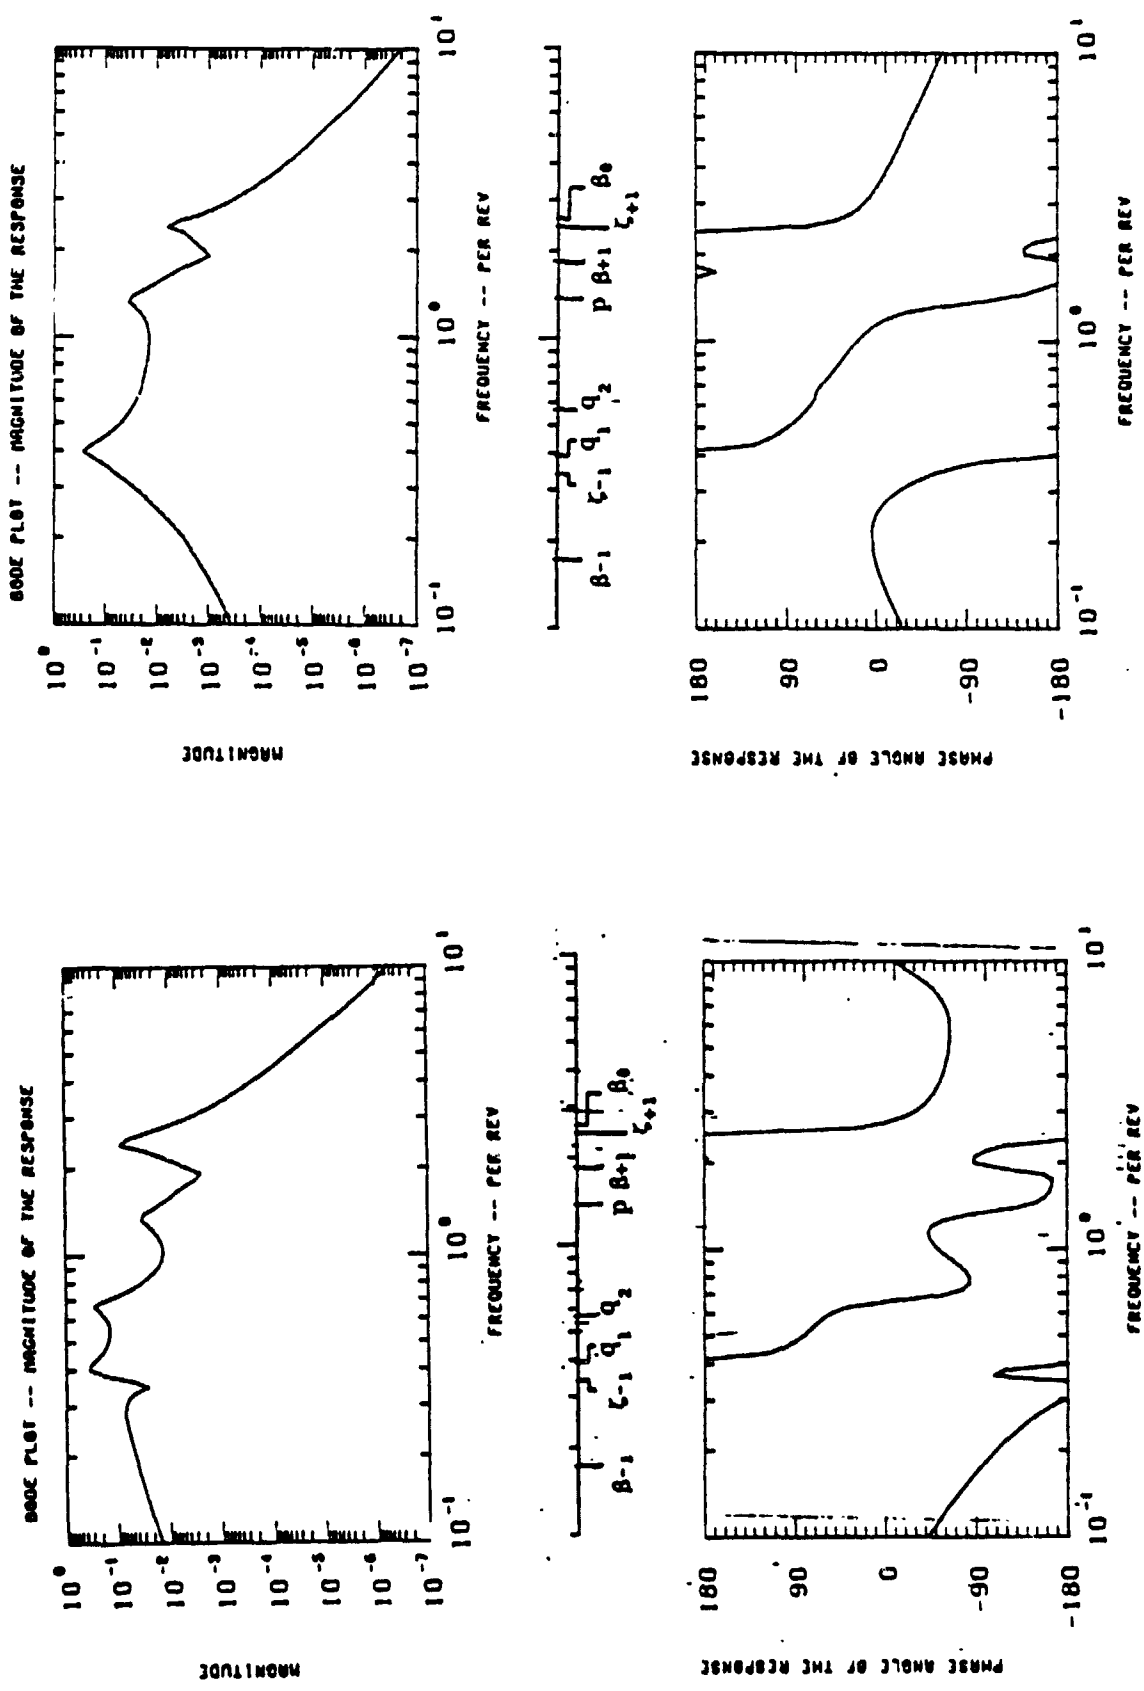 BODE PLOT -- MAGNITUDE OF THE RESPONSE
MAGNITUDE
10⁰
10⁻¹
10⁻²
10⁻³
10⁻⁴
10⁻⁵
10⁻⁶
10⁻⁷
10⁻¹ 10⁰ 10¹
FREQUENCY -- PER REV
β-1 ζ-1 q1 q2 p β+1 ζ+1 β0
PHASE ANGLE OF THE RESPONSE
180
90
0
-90
-180
10⁻¹ 10⁰ 10¹
FREQUENCY -- PER REV
BODE PLOT -- MAGNITUDE OF THE RESPONSE
MAGNITUDE
10⁰
10⁻¹
10⁻²
10⁻³
10⁻⁴
10⁻⁵
10⁻⁶
10⁻⁷
10⁻¹ 10⁰ 10¹
FREQUENCY -- PER REV
β-1 ζ-1 q1 q2 p β+1 ζ+1 β0
PHASE ANGLE OF THE RESPONSE
180
90
0
-90
-180
10⁻¹ 10⁰ 10¹
FREQUENCY -- PER REV